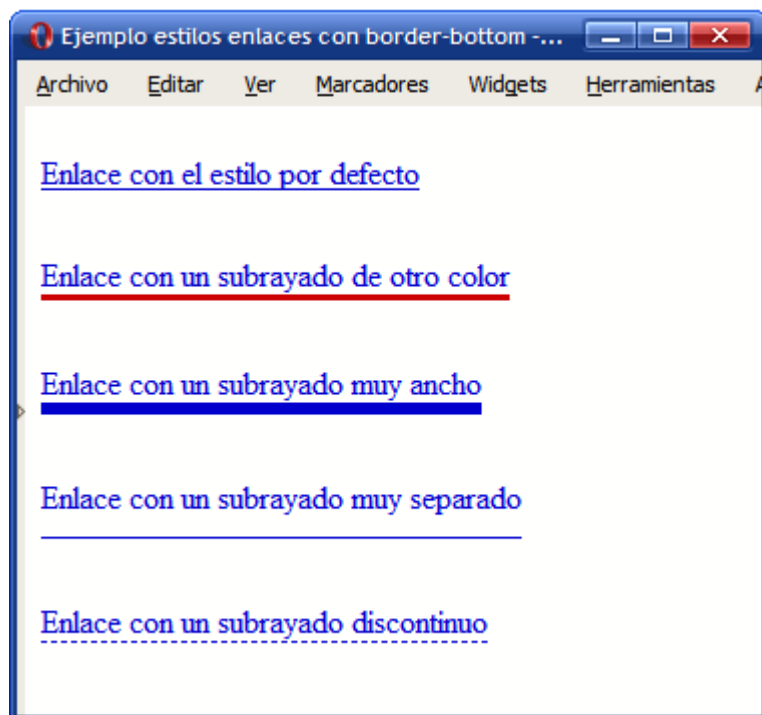 Ejemplo estilos enlaces con border-bottom -...
Archivo Editar Ver Marcadores Widgets Herramientas
Enlace con el estilo por defecto
Enlace con un subrayado de otro color
Enlace con un subrayado muy ancho
Enlace con un subrayado muy separado
Enlace con un subrayado discontinuo